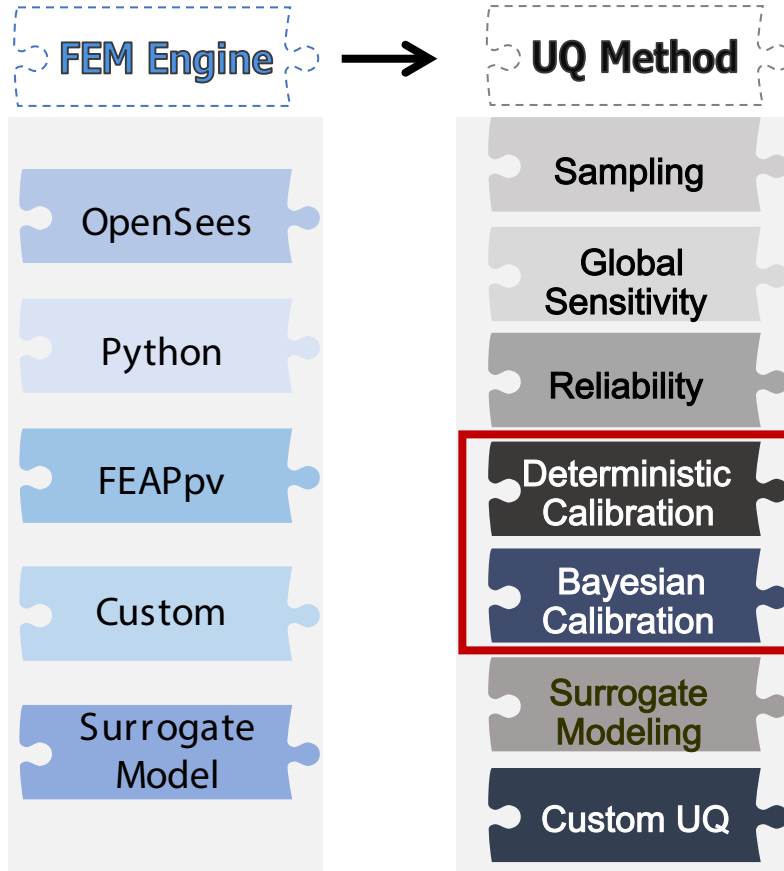 FEM Engine
UQ Method
OpenSees
Python
FEAPpv
Custom
Surrogate
Model
Sampling
Global
Sensitivity
Reliability
Deterministic
Calibration
Bayesian
Calibration
Surrogate
Modeling
Custom UQ